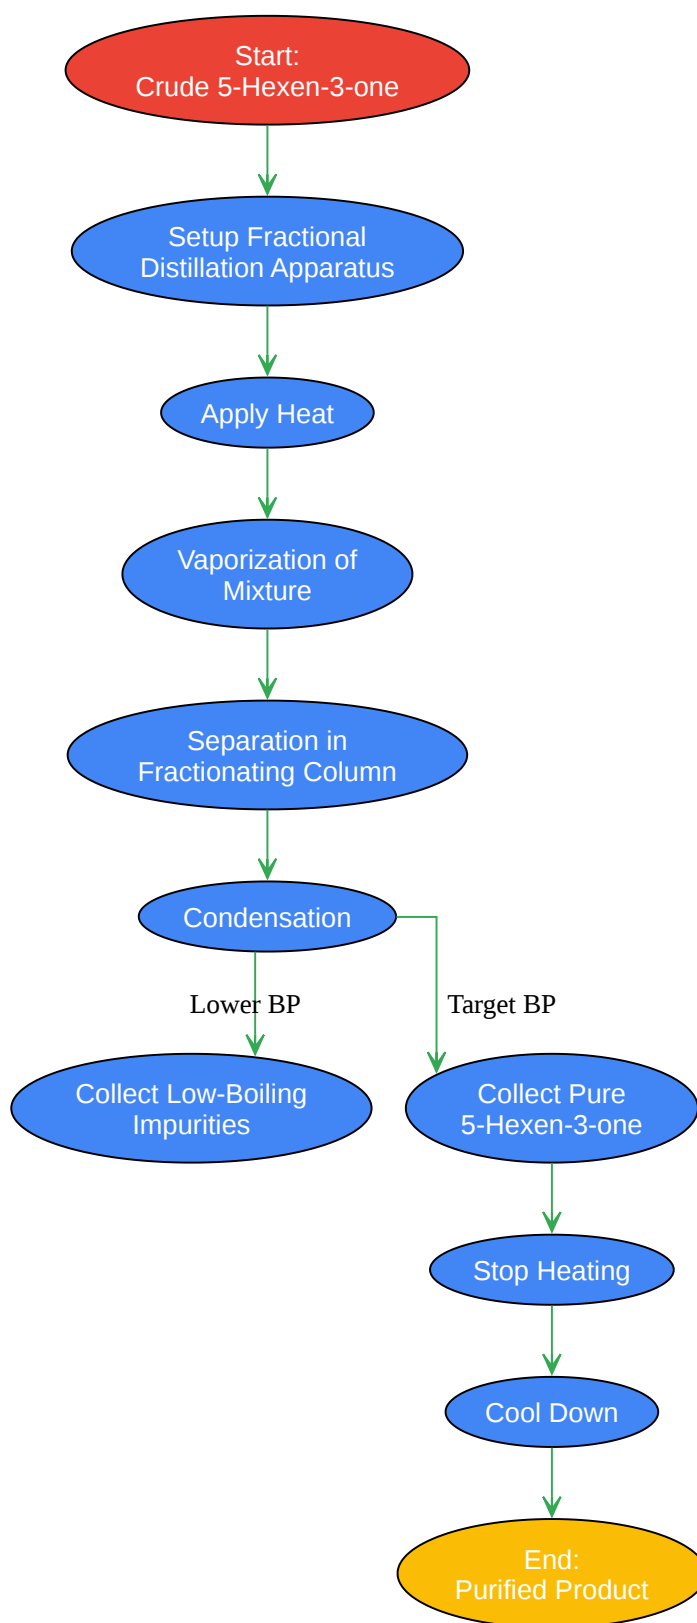 Start:
Crude 5-Hexen-3-one
Setup Fractional
Distillation Apparatus
Apply Heat
Vaporization of
Mixture
Separation in
Fractionating Column
Condensation
Lower BP
Target BP
Collect Low-Boiling
Impurities
Collect Pure
5-Hexen-3-one
Stop Heating
Cool Down
End:
Purified Product